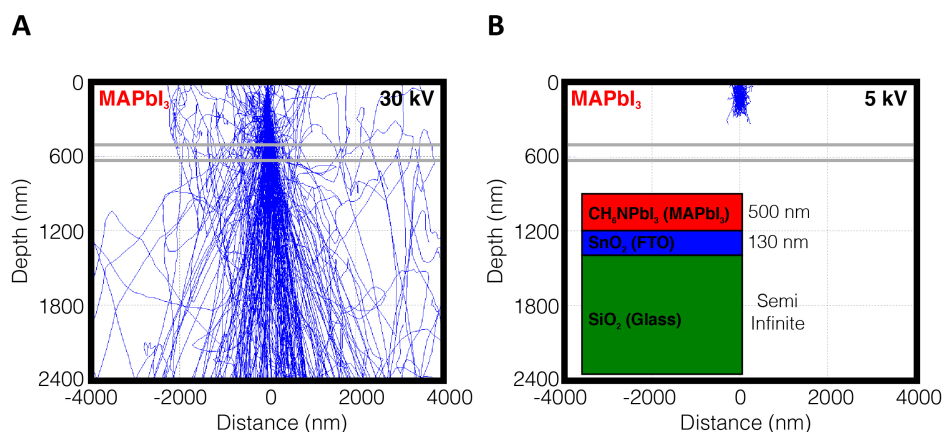 A
B
MAPbI₃
30 kV
0
600
1200
1800
2400
Depth (nm)
-4000
-2000
0
2000
4000
Distance (nm)
MAPbI₃
5 kV
0
600
1200
1800
2400
Depth (nm)
CH₆NPbI₃ (MAPbI₃)
500 nm
SnO₂ (FTO)
130 nm
SiO₂ (Glass)
Semi
Infinite
-4000
-2000
0
2000
4000
Distance (nm)